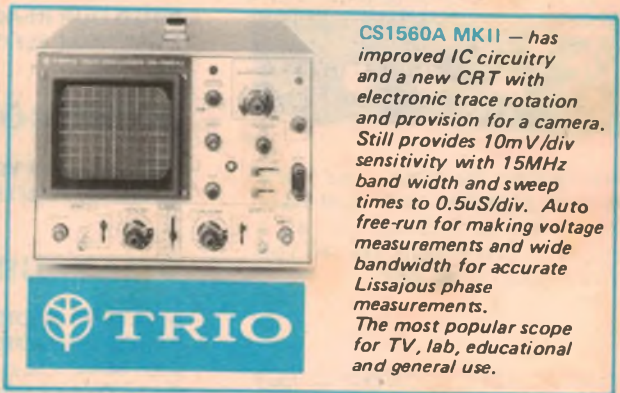 CS1560A MKII — has
improved IC circuitry
and a new CRT with
electronic trace rotation
and provision for a camera.
Still provides 10mV/div
sensitivity with 15MHz
band width and sweep
times to 0.5uS/div. Auto
free-run for making voltage
measurements and wide
bandwidth for accurate
Lissajous phase
measurements.
The most popular scope
for TV, lab, educational
and general use.
TRIO